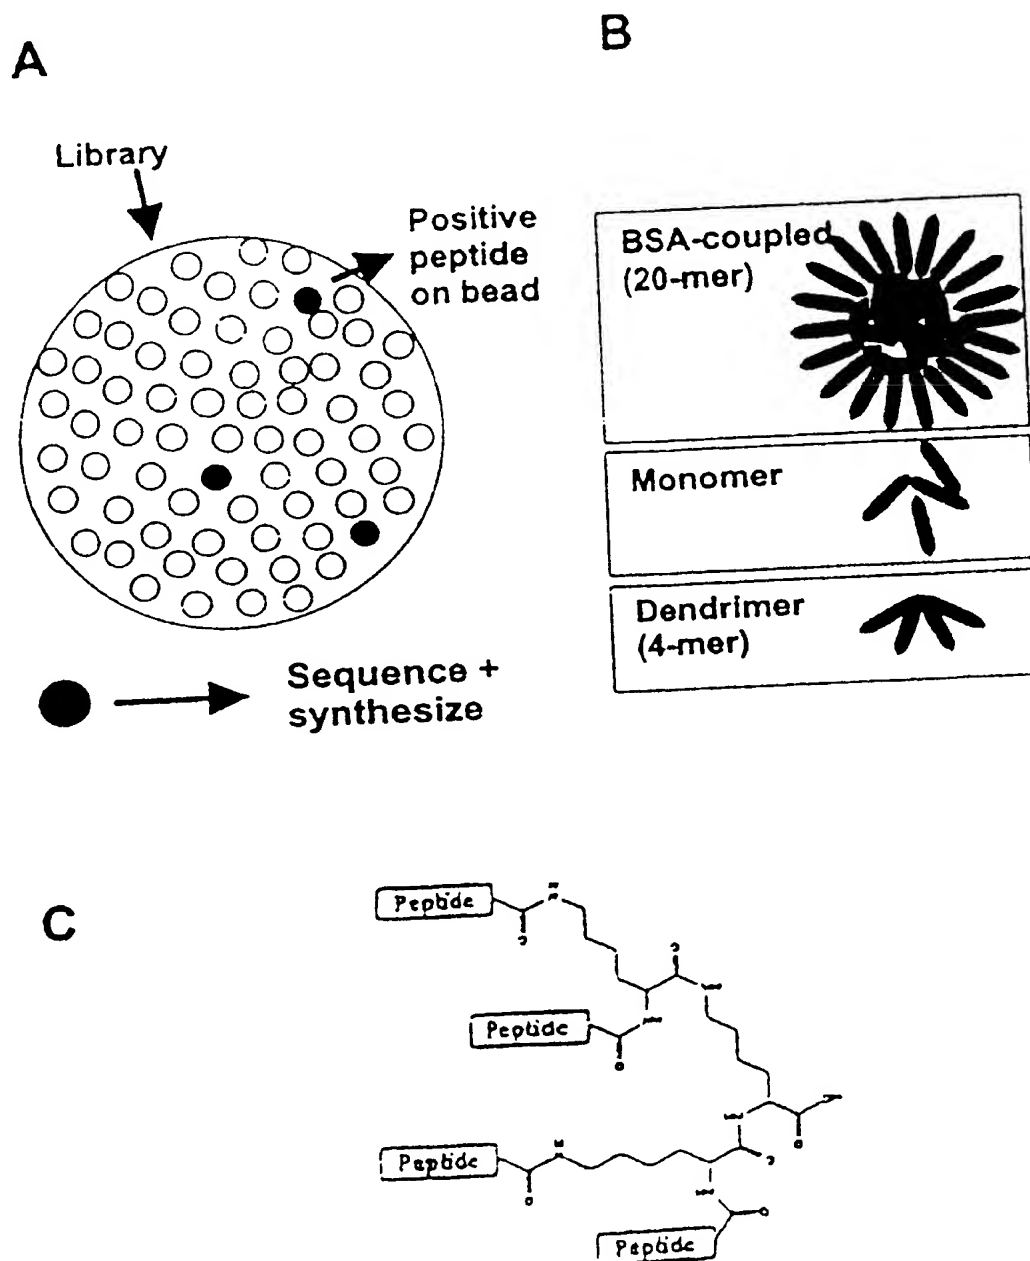 A
Library
Positive
peptide
on bead
Sequence +
synthesize
B
BSA-coupled
(20-mer)
Monomer
Dendrimer
(4-mer)
C
Peptide
Peptide
Peptide
Peptide